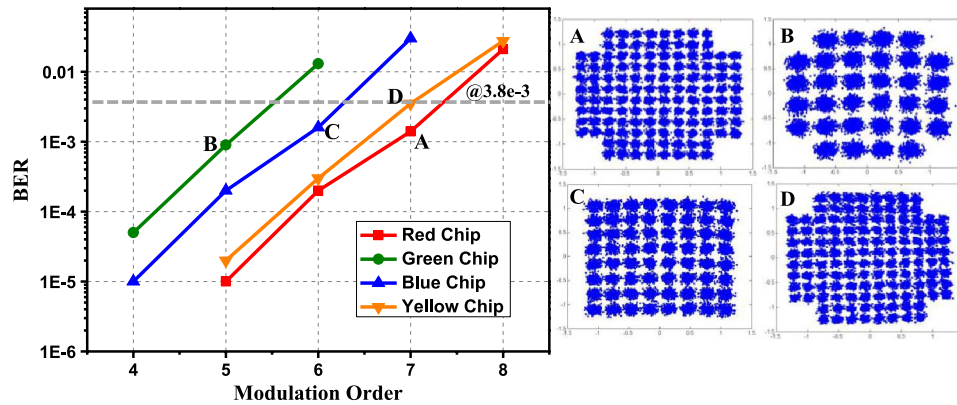 BER
0.01
1E-3
1E-4
1E-5
1E-6
4 5 6 7 8
Modulation Order
@3.8e-3
A
B
C
D
Red Chip
Green Chip
Blue Chip
Yellow Chip
A
B
C
D